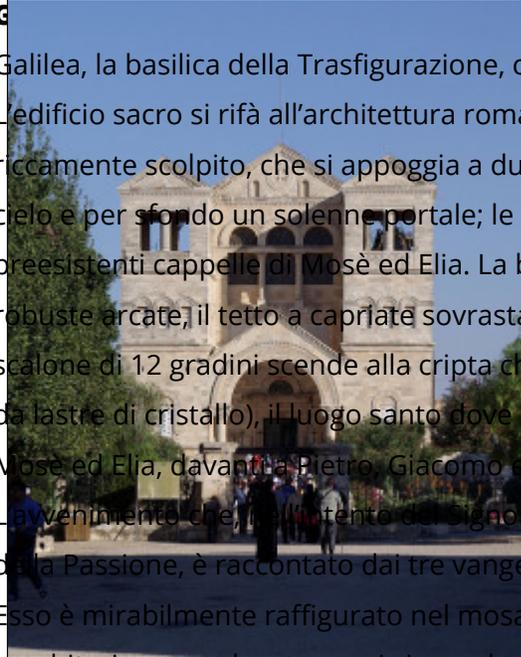 G
Galilea, la basilica della Trasfigurazione,
L'edificio sacro si rifà all'architettura roma
riccamente scolpito, che si appoggia a du
cielo e per sfondo un solenne portale; le
preesistenti cappelle di Mosè ed Elia. La b
robuste arcate, il tetto a capriate sovrasta
scalone di 12 gradini scende alla cripta ch
da lastre di cristallo), il luogo santo dove
Mosè ed Elia, davanti a Pietro, Giacomo e
L'avvenimento che, nell'intento del Signo
della Passione, è raccontato dai tre vange
Esso è mirabilmente raffigurato nel mosa